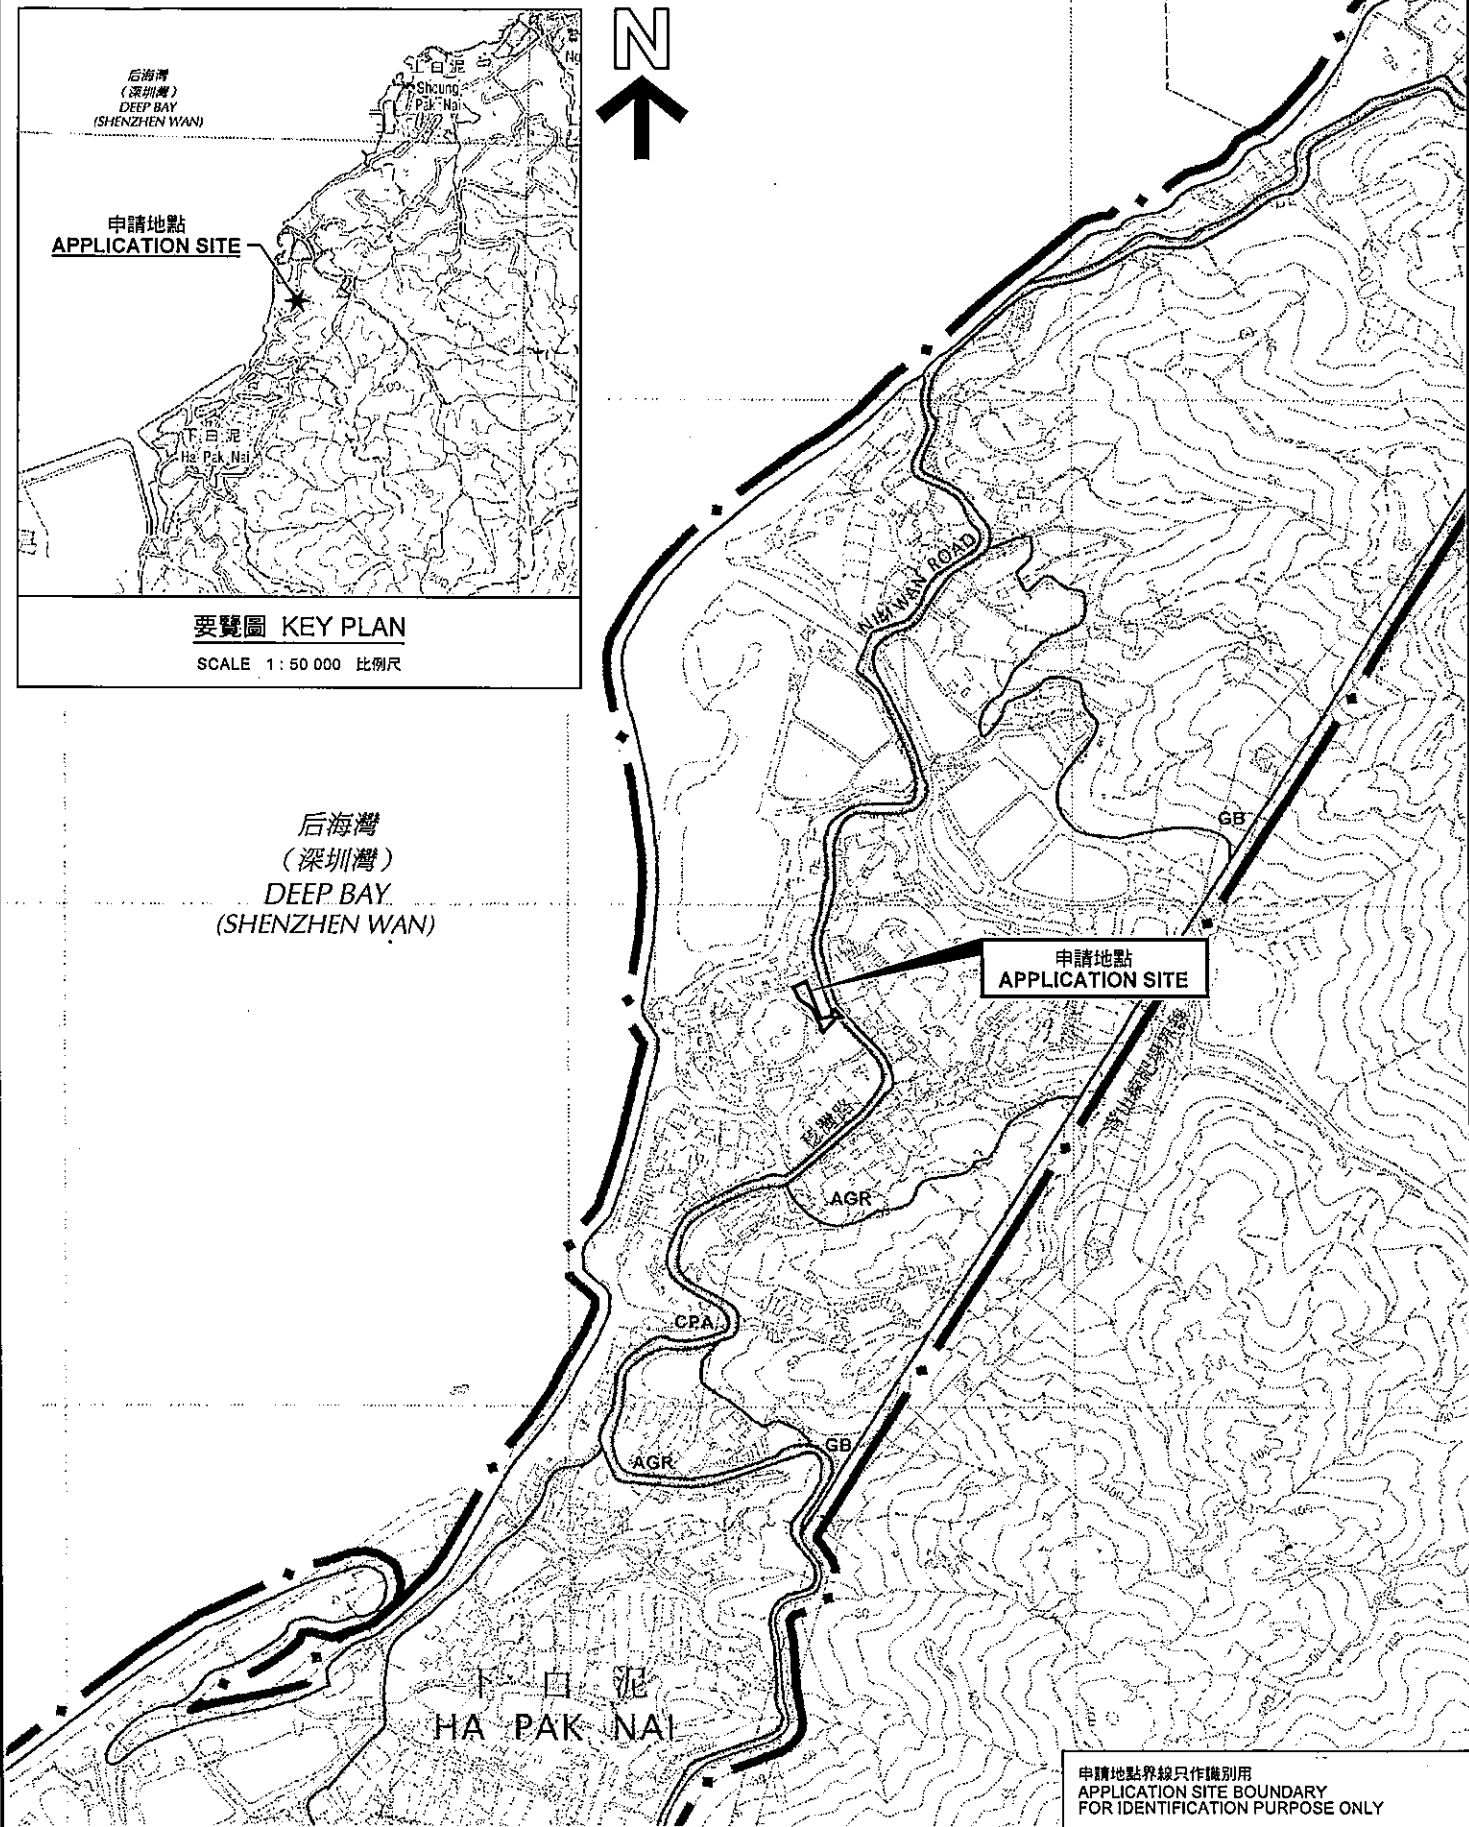 后海灣
(深圳灣)
DEEP BAY
(SHENZHEN WAN)
上白泥
Sheung
Pak Nai
申請地點
APPLICATION SITE
下白泥
Ha Pak Nai
要覽圖 KEY PLAN
SCALE 1 : 50 000 比例尺
N
NIM WAN ROAD
后海灣
(深圳灣)
DEEP BAY
(SHENZHEN WAN)
GB
申請地點
APPLICATION SITE
稔灣路
AGR
CPA
GB
AGR
下白泥
HA PAK NAI
申請地點界線只作識別用
APPLICATION SITE BOUNDARY
FOR IDENTIFICATION PURPOSE ONLY